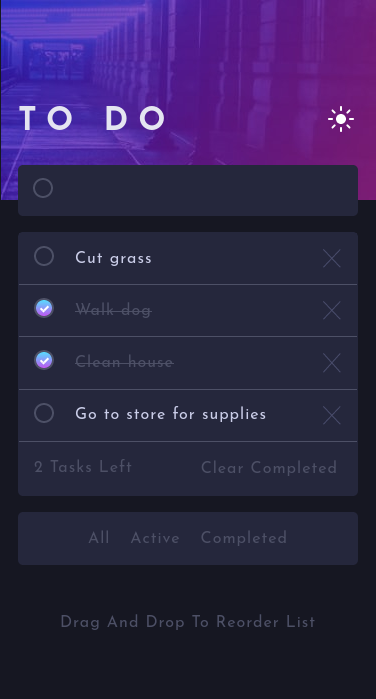 TO DO
Cut grass
Walk dog
Clean house
Go to store for supplies
2 Tasks Left Clear Completed
All Active Completed
Drag And Drop To Reorder List